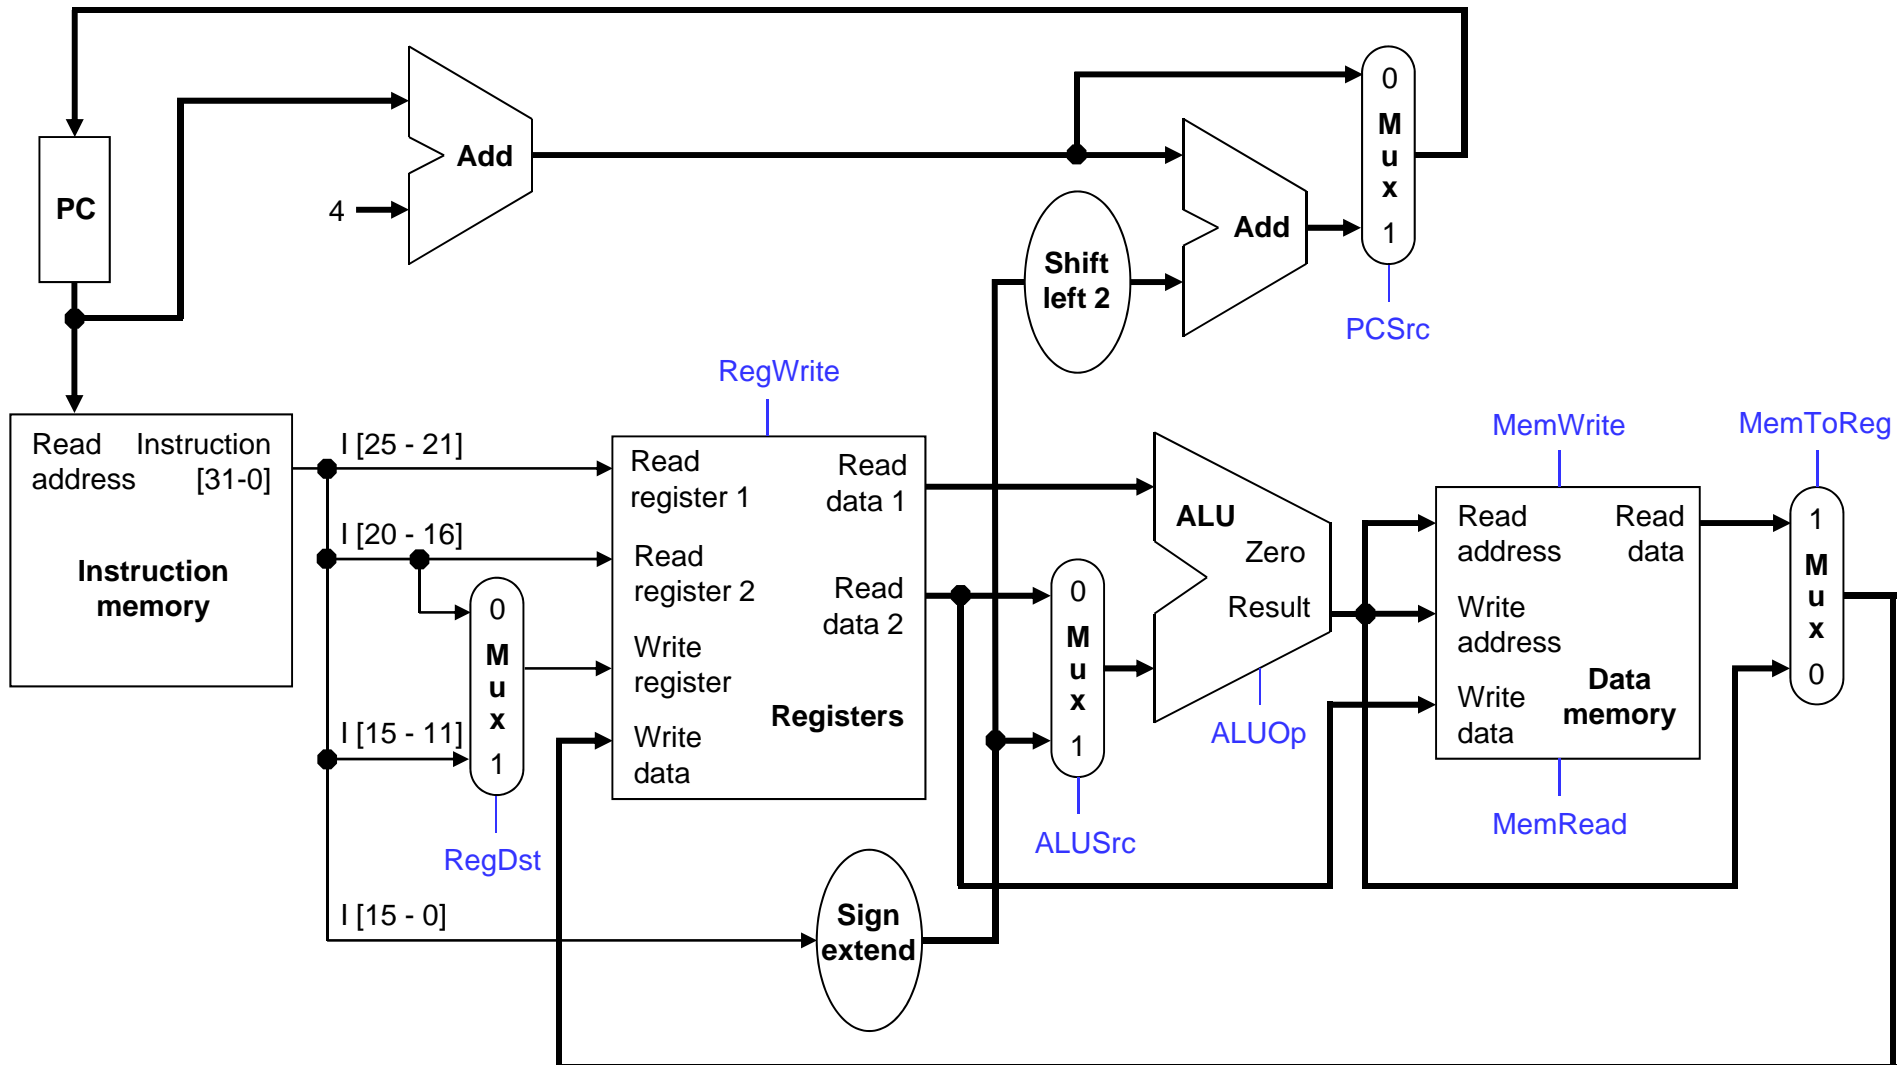 0
M
u
x
1
Add
PC
4
Add
Shift
left 2
PCSrc
RegWrite
MemWrite
MemToReg
Read Instruction
address [31-0]
Instruction
memory
I [25 - 21]
I [20 - 16]
I [15 - 11]
I [15 - 0]
0
M
u
x
1
RegDst
Read
register 1
Read
register 2
Write
register
Write
data
Read
data 1
Read
data 2
Registers
Sign
extend
0
M
u
x
1
ALUSrc
ALU
Zero
Result
ALUOp
Read
address
Write
address
Write
data
Read
data
Data
memory
MemRead
1
M
u
x
0